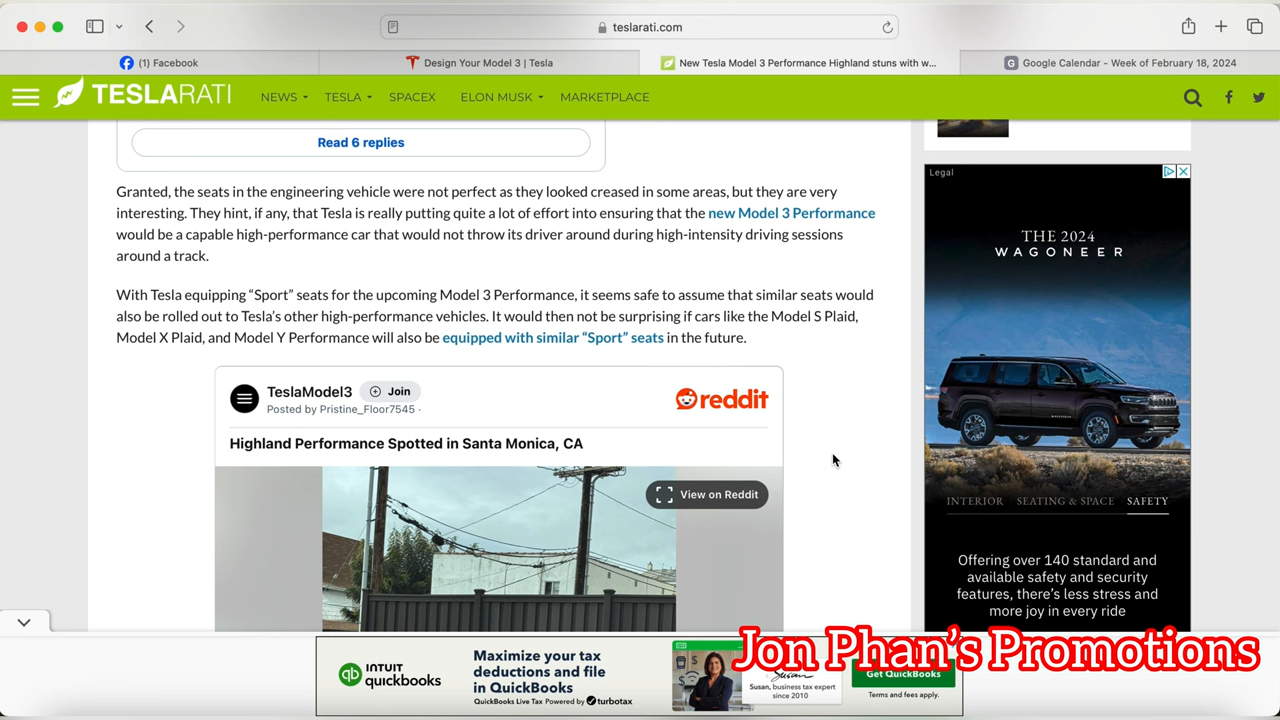 teslarati.com
(1) Facebook
Design Your Model 3 | Tesla
New Tesla Model 3 Performance Highland stuns with w...
G
Google Calendar - Week of February 18, 2024
TESLARATI
NEWS
TESLA
SPACEX
ELON MUSK
MARKETPLACE
Read 6 replies
Granted, the seats in the engineering vehicle were not perfect as they looked creased in some areas, but they are very
interesting. They hint, if any, that Tesla is really putting quite a lot of effort into ensuring that the new Model 3 Performance
would be a capable high-performance car that would not throw its driver around during high-intensity driving sessions
around a track.
With Tesla equipping “Sport” seats for the upcoming Model 3 Performance, it seems safe to assume that similar seats would
also be rolled out to Tesla’s other high-performance vehicles. It would then not be surprising if cars like the Model S Plaid,
Model X Plaid, and Model Y Performance will also be equipped with similar “Sport” seats in the future.
TeslaModel3
Join
Posted by Pristine_Floor7545 ·
reddit
Highland Performance Spotted in Santa Monica, CA
View on Reddit
Legal
THE 2024
WAGONEER
INTERIOR
SEATING & SPACE
SAFETY
Offering over 140 standard and
available safety and security
features, there’s less stress and
more joy in every ride
INTUIT
quickbooks
Maximize your tax
deductions and file
in QuickBooks
QuickBooks Live Tax Powered by turbotax
Susan
Susan, business tax expert
since 2010
Get QuickBooks
Terms and fees apply.
Jon Phan’s Promotions